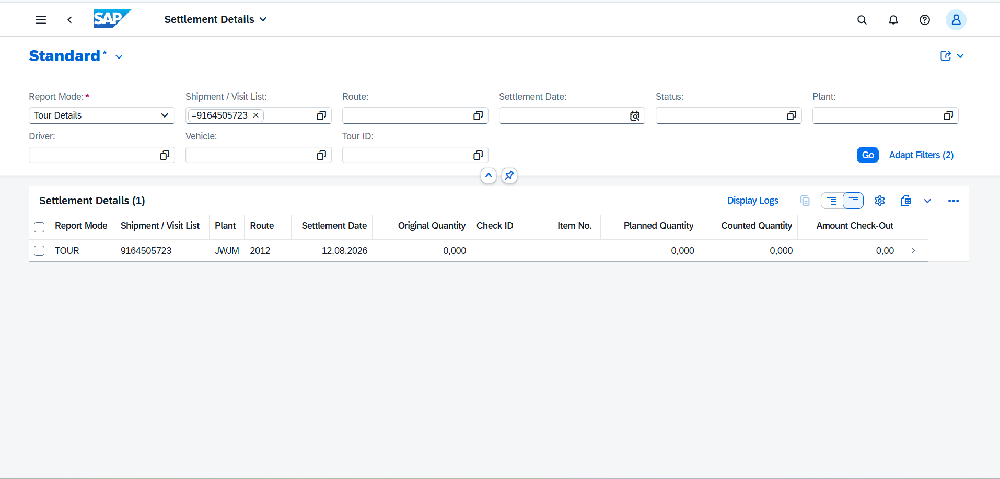 SAP
Settlement Details
Standard *
Report Mode: *
Shipment / Visit List:
Route:
Settlement Date:
Status:
Plant:
Tour Details
=9164505723
Driver:
Vehicle:
Tour ID:
Go
Adapt Filters (2)
Settlement Details (1)
Display Logs
Report Mode
Shipment / Visit List
Plant
Route
Settlement Date
Original Quantity
Check ID
Item No.
Planned Quantity
Counted Quantity
Amount Check-Out
TOUR
9164505723
JWJM
2012
12.08.2026
0,000
0,000
0,000
0,00